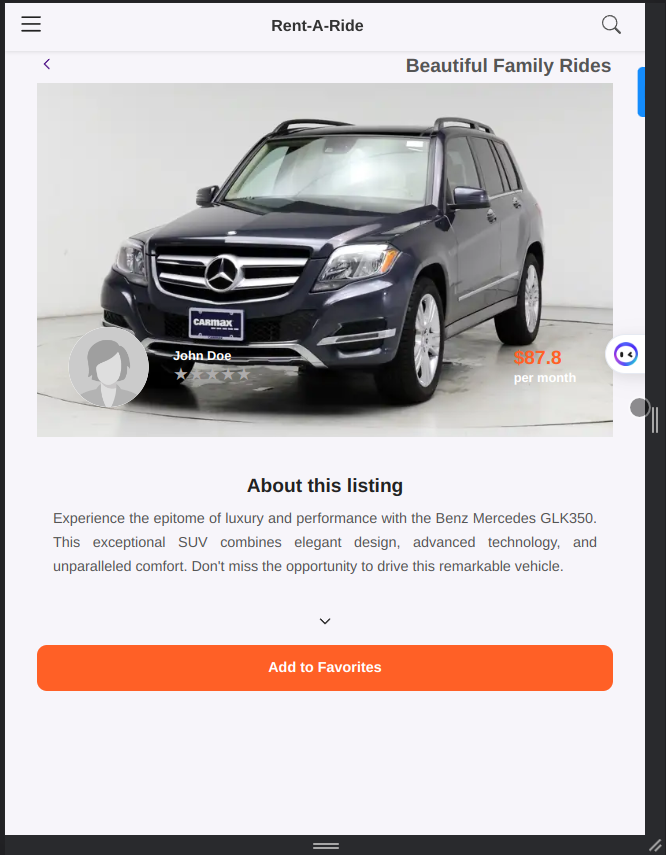 Rent-A-Ride
Beautiful Family Rides
CARMAX
John Doe
$87.8
per month
About this listing
Experience the epitome of luxury and performance with the Benz Mercedes GLK350.
This exceptional SUV combines elegant design, advanced technology, and
unparalleled comfort. Don't miss the opportunity to drive this remarkable vehicle.
Add to Favorites